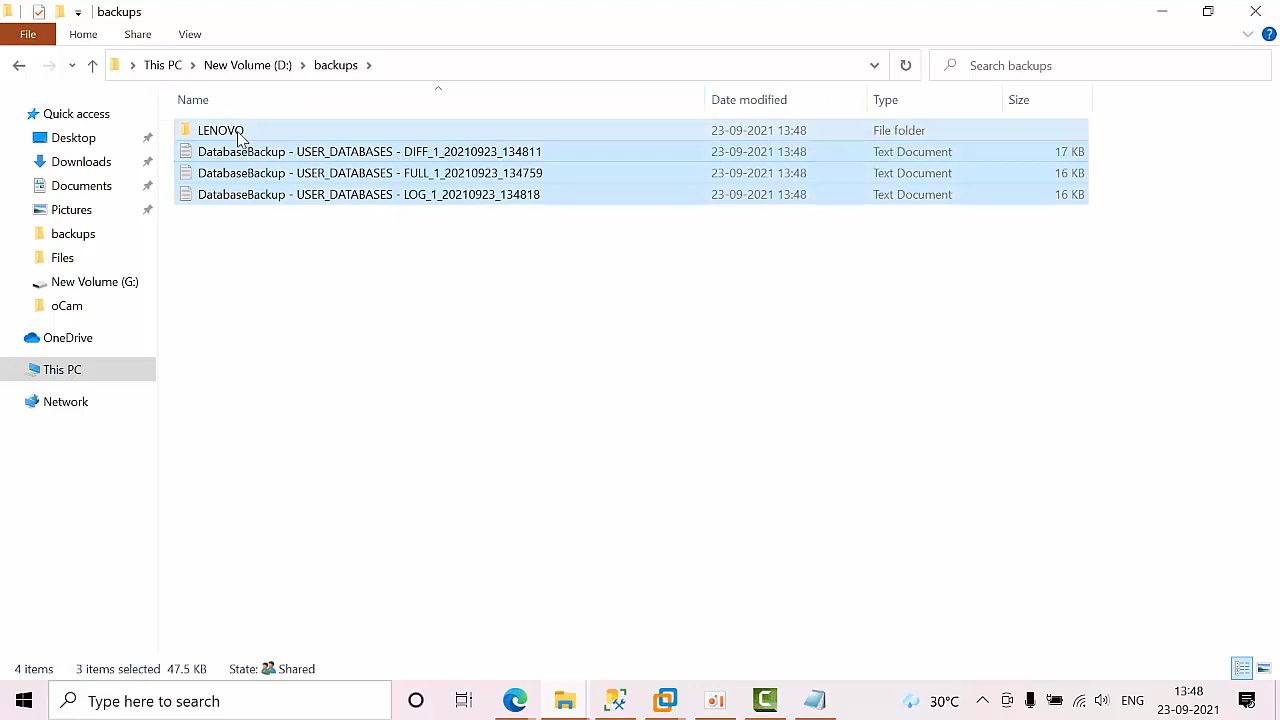 backups
File
Home
Share
View
This PC
New Volume (D:)
backups
Search backups
Name
Date modified
Type
Size
Quick access
Desktop
Downloads
Documents
Pictures
backups
Files
New Volume (G:)
oCam
OneDrive
This PC
Network
LENOVO 23-09-2021 13:48 File folder
DatabaseBackup - USER_DATABASES - DIFF_1_20210923_134811 23-09-2021 13:48 Text Document 17 KB
DatabaseBackup - USER_DATABASES - FULL_1_20210923_134759 23-09-2021 13:48 Text Document 16 KB
DatabaseBackup - USER_DATABASES - LOG_1_20210923_134818 23-09-2021 13:48 Text Document 16 KB
4 items 3 items selected 47.5 KB State: Shared
Type here to search
30°C
ENG
13:48
23-09-2021